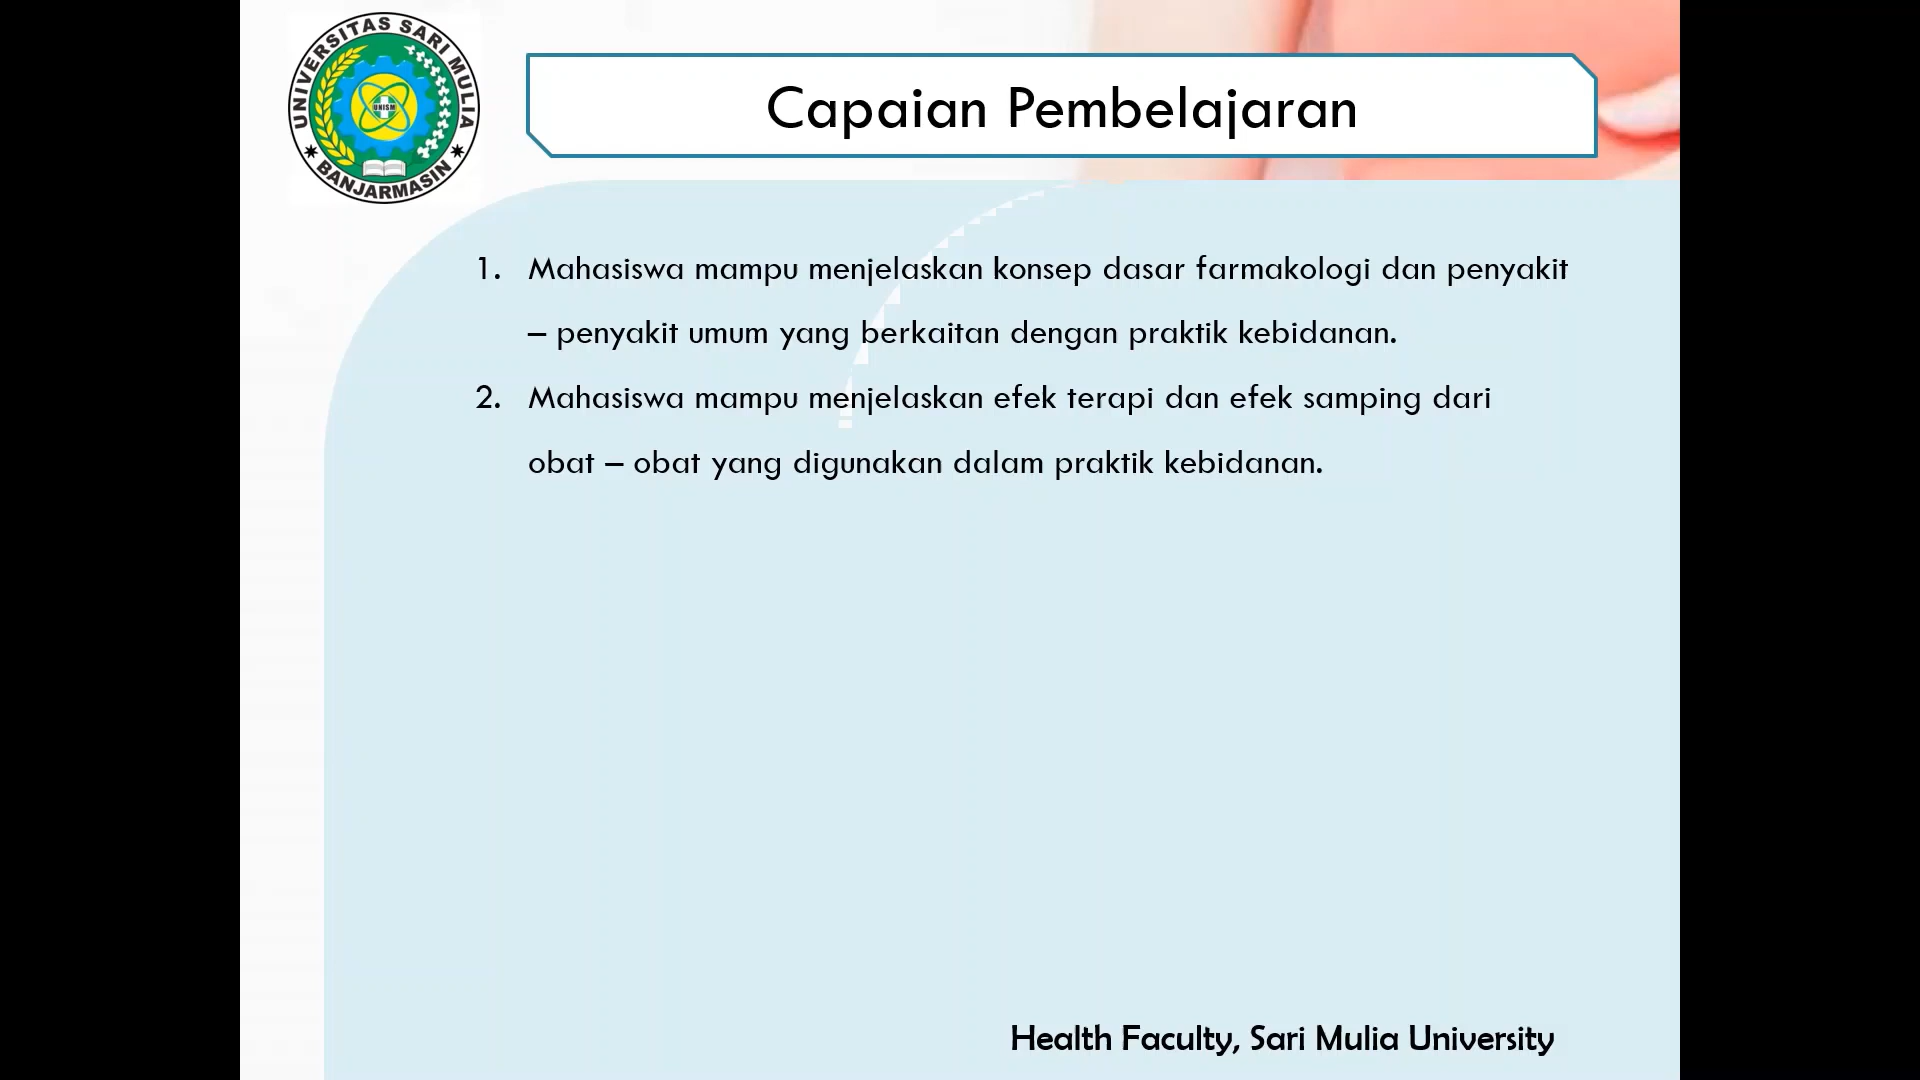 UNIVERSITAS SARI MULIA
UNISM
BANJARMASIN
Capaian Pembelajaran
1. Mahasiswa mampu menjelaskan konsep dasar farmakologi dan penyakit
– penyakit umum yang berkaitan dengan praktik kebidanan.
2. Mahasiswa mampu menjelaskan efek terapi dan efek samping dari
obat – obat yang digunakan dalam praktik kebidanan.
Health Faculty, Sari Mulia University